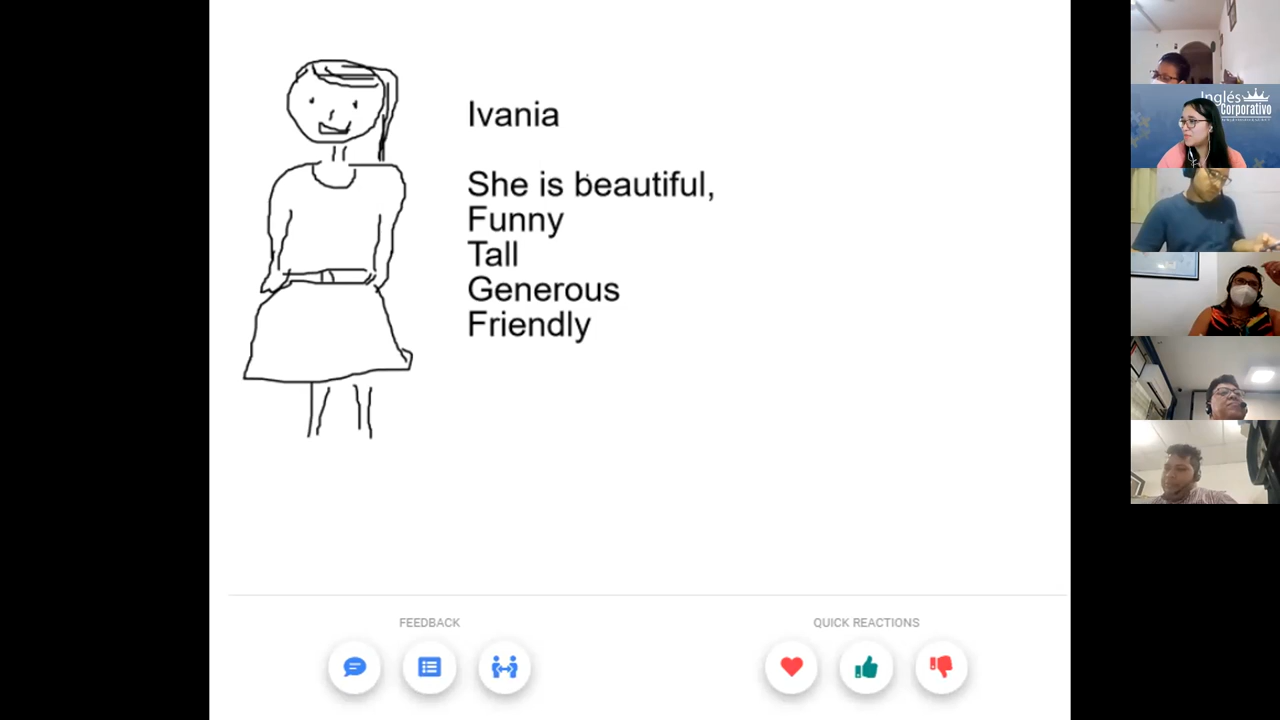 Ivania
She is beautiful,
Funny
Tall
Generous
Friendly
FEEDBACK
QUICK REACTIONS
Inglés
Corporativo